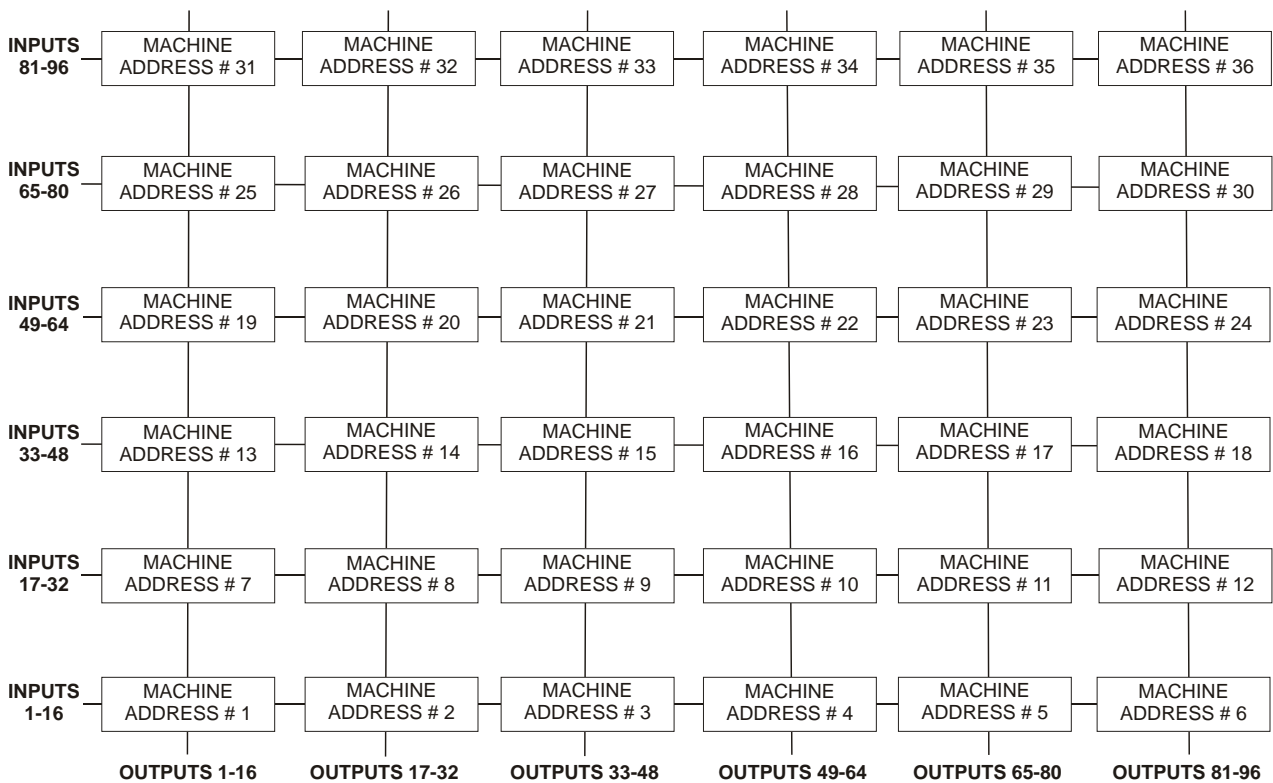 INPUTS
81-96
MACHINE
ADDRESS # 31
MACHINE
ADDRESS # 32
MACHINE
ADDRESS # 33
MACHINE
ADDRESS # 34
MACHINE
ADDRESS # 35
MACHINE
ADDRESS # 36
INPUTS
65-80
MACHINE
ADDRESS # 25
MACHINE
ADDRESS # 26
MACHINE
ADDRESS # 27
MACHINE
ADDRESS # 28
MACHINE
ADDRESS # 29
MACHINE
ADDRESS # 30
INPUTS
49-64
MACHINE
ADDRESS # 19
MACHINE
ADDRESS # 20
MACHINE
ADDRESS # 21
MACHINE
ADDRESS # 22
MACHINE
ADDRESS # 23
MACHINE
ADDRESS # 24
INPUTS
33-48
MACHINE
ADDRESS # 13
MACHINE
ADDRESS # 14
MACHINE
ADDRESS # 15
MACHINE
ADDRESS # 16
MACHINE
ADDRESS # 17
MACHINE
ADDRESS # 18
INPUTS
17-32
MACHINE
ADDRESS # 7
MACHINE
ADDRESS # 8
MACHINE
ADDRESS # 9
MACHINE
ADDRESS # 10
MACHINE
ADDRESS # 11
MACHINE
ADDRESS # 12
INPUTS
1-16
MACHINE
ADDRESS # 1
MACHINE
ADDRESS # 2
MACHINE
ADDRESS # 3
MACHINE
ADDRESS # 4
MACHINE
ADDRESS # 5
MACHINE
ADDRESS # 6
OUTPUTS 1-16
OUTPUTS 17-32
OUTPUTS 33-48
OUTPUTS 49-64
OUTPUTS 65-80
OUTPUTS 81-96